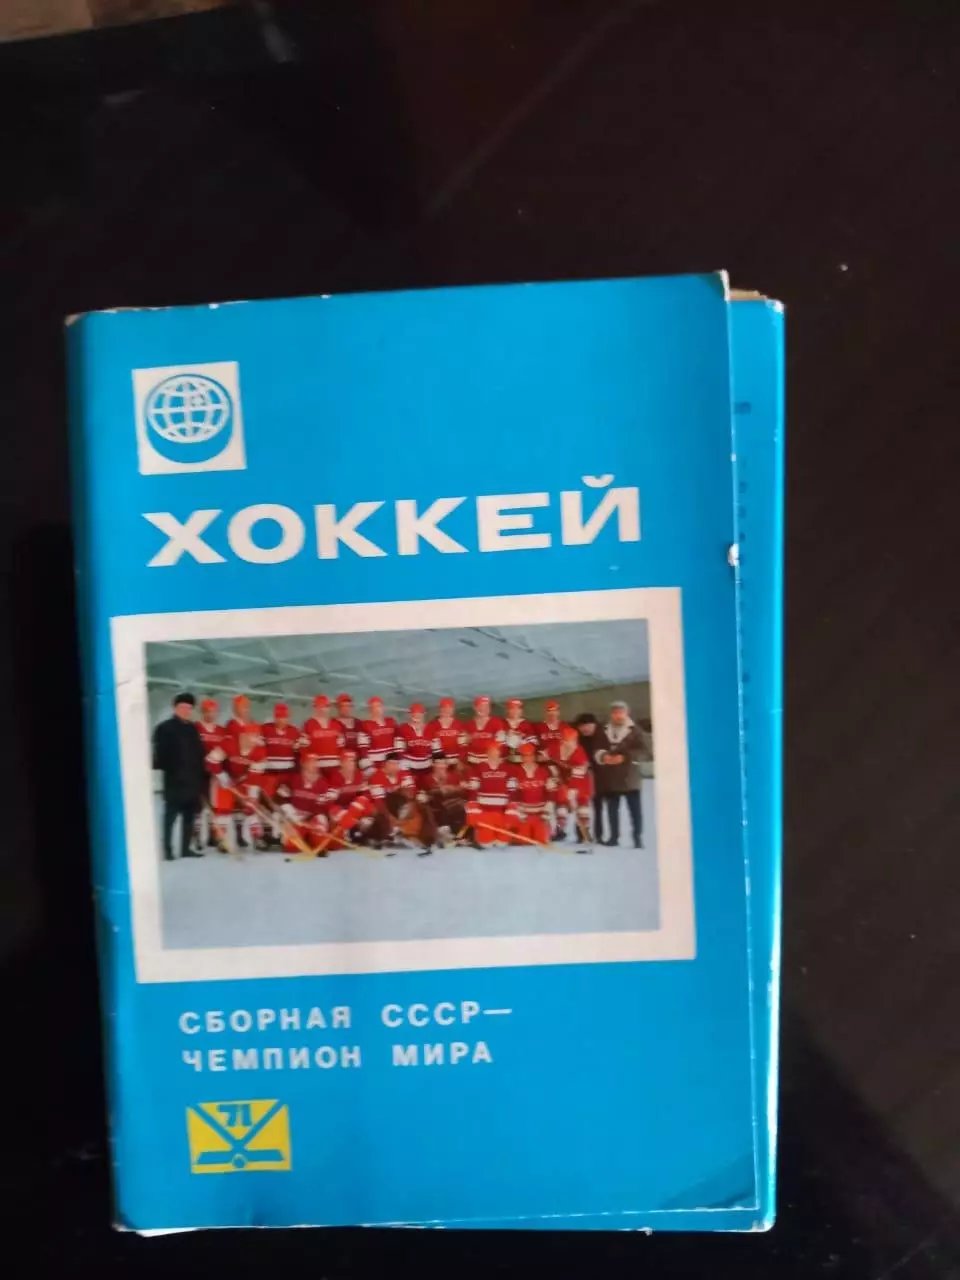 ХОККЕЙ
СБОРНАЯ СССР—
ЧЕМПИОН МИРА
71